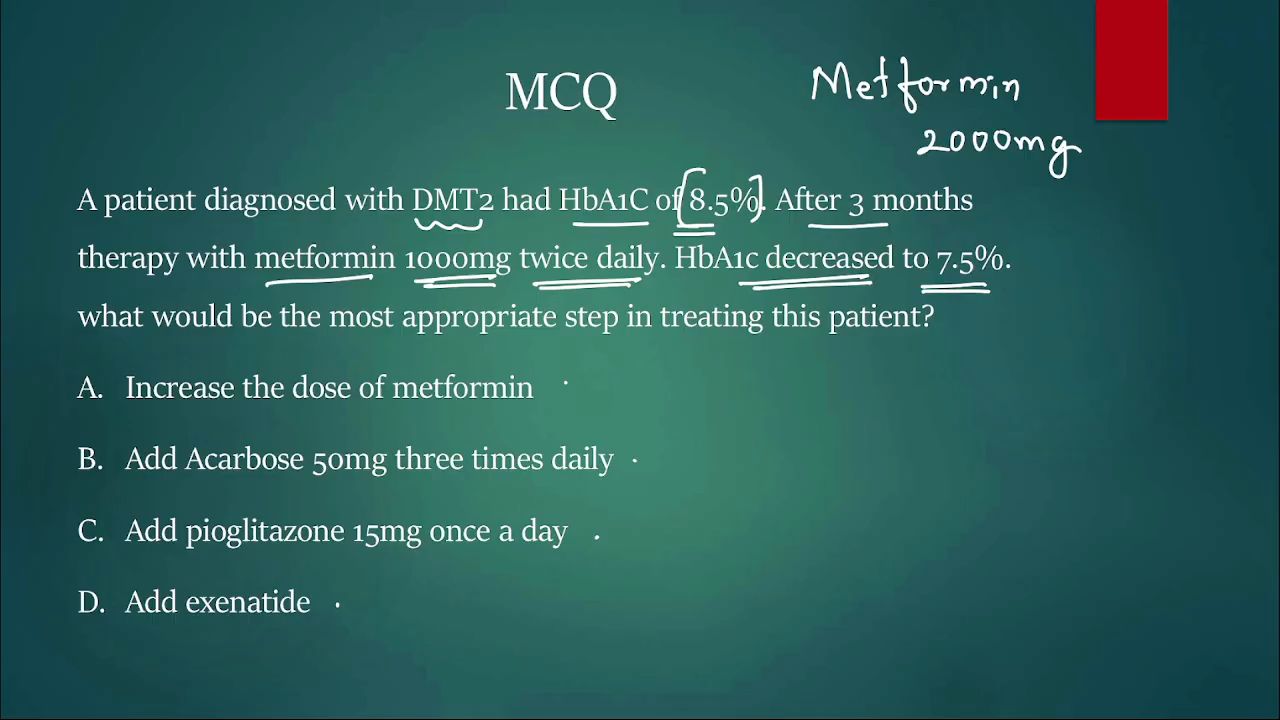 MCQ
Metformin
2000mg
A patient diagnosed with DMT2 had HbA1C of [8.5%]. After 3 months
therapy with metformin 1000mg twice daily. HbA1c decreased to 7.5%.
what would be the most appropriate step in treating this patient?
A. Increase the dose of metformin
B. Add Acarbose 50mg three times daily
C. Add pioglitazone 15mg once a day
D. Add exenatide